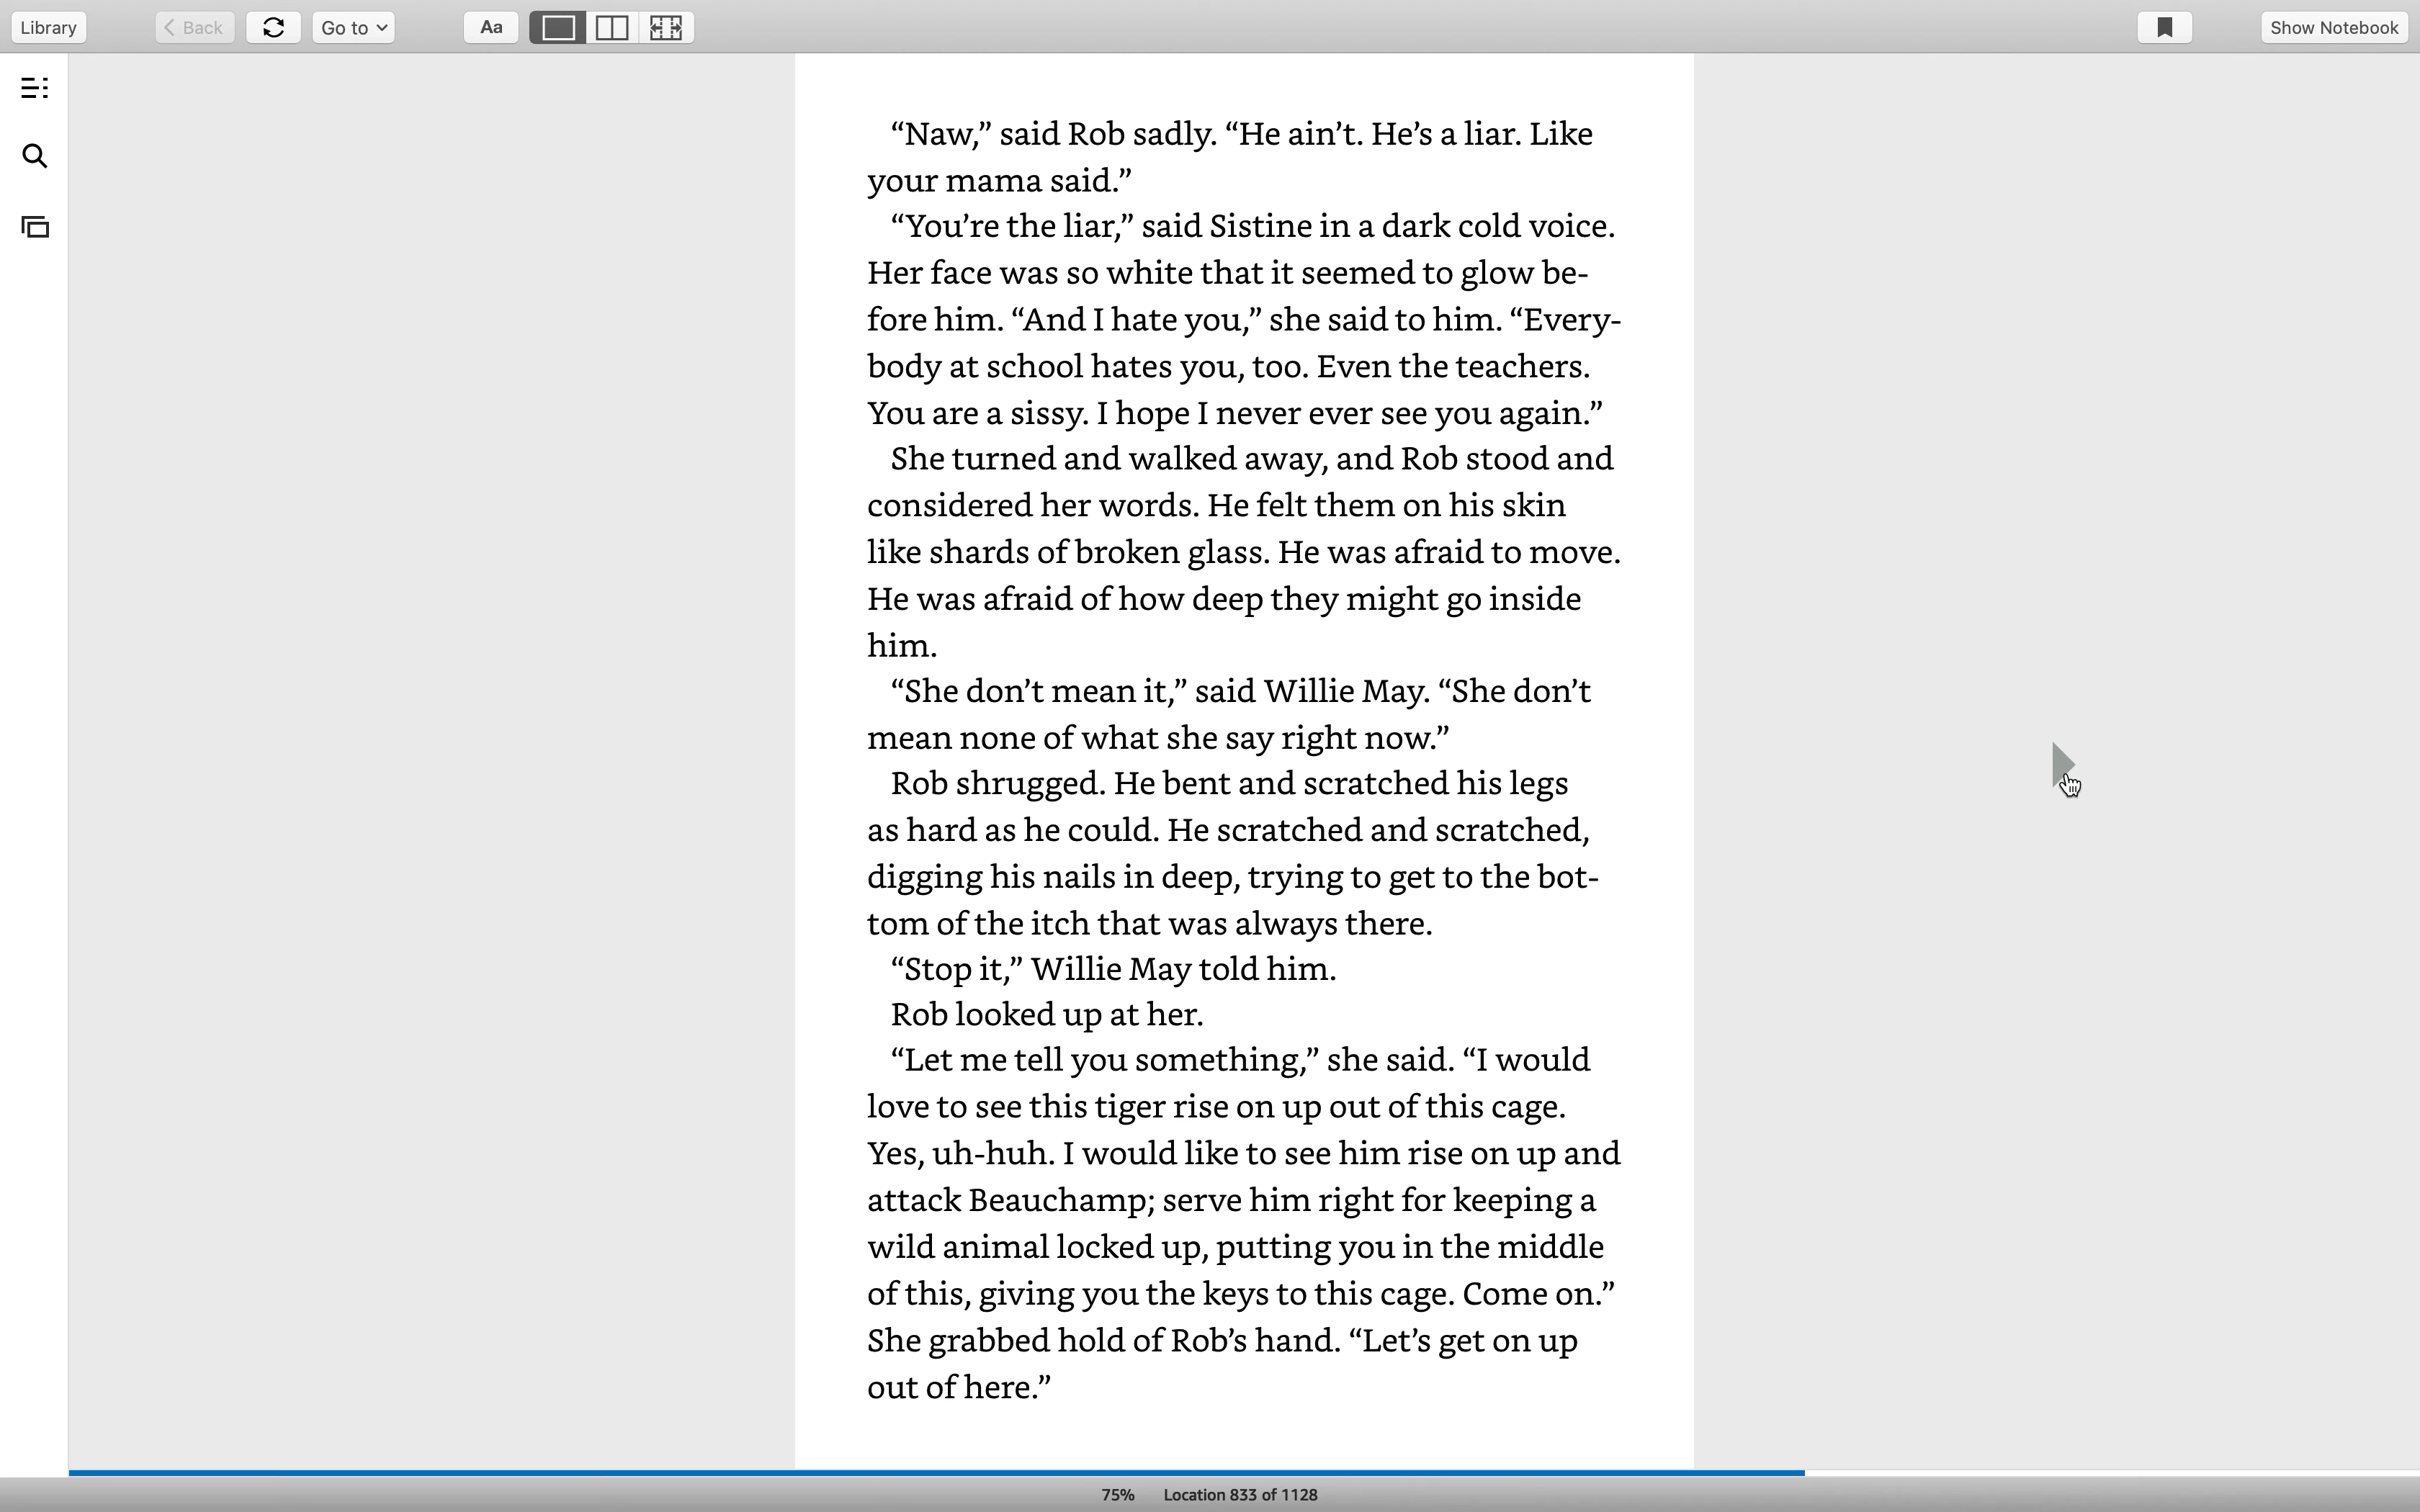 Library
Back
Go to
Aa
Show Notebook
“Naw,” said Rob sadly. “He ain’t. He’s a liar. Like
your mama said.”
“You’re the liar,” said Sistine in a dark cold voice.
Her face was so white that it seemed to glow be-
fore him. “And I hate you,” she said to him. “Every-
body at school hates you, too. Even the teachers.
You are a sissy. I hope I never ever see you again.”
She turned and walked away, and Rob stood and
considered her words. He felt them on his skin
like shards of broken glass. He was afraid to move.
He was afraid of how deep they might go inside
him.
“She don’t mean it,” said Willie May. “She don’t
mean none of what she say right now.”
Rob shrugged. He bent and scratched his legs
as hard as he could. He scratched and scratched,
digging his nails in deep, trying to get to the bot-
tom of the itch that was always there.
“Stop it,” Willie May told him.
Rob looked up at her.
“Let me tell you something,” she said. “I would
love to see this tiger rise on up out of this cage.
Yes, uh-huh. I would like to see him rise on up and
attack Beauchamp; serve him right for keeping a
wild animal locked up, putting you in the middle
of this, giving you the keys to this cage. Come on.”
She grabbed hold of Rob’s hand. “Let’s get on up
out of here.”
75% Location 833 of 1128